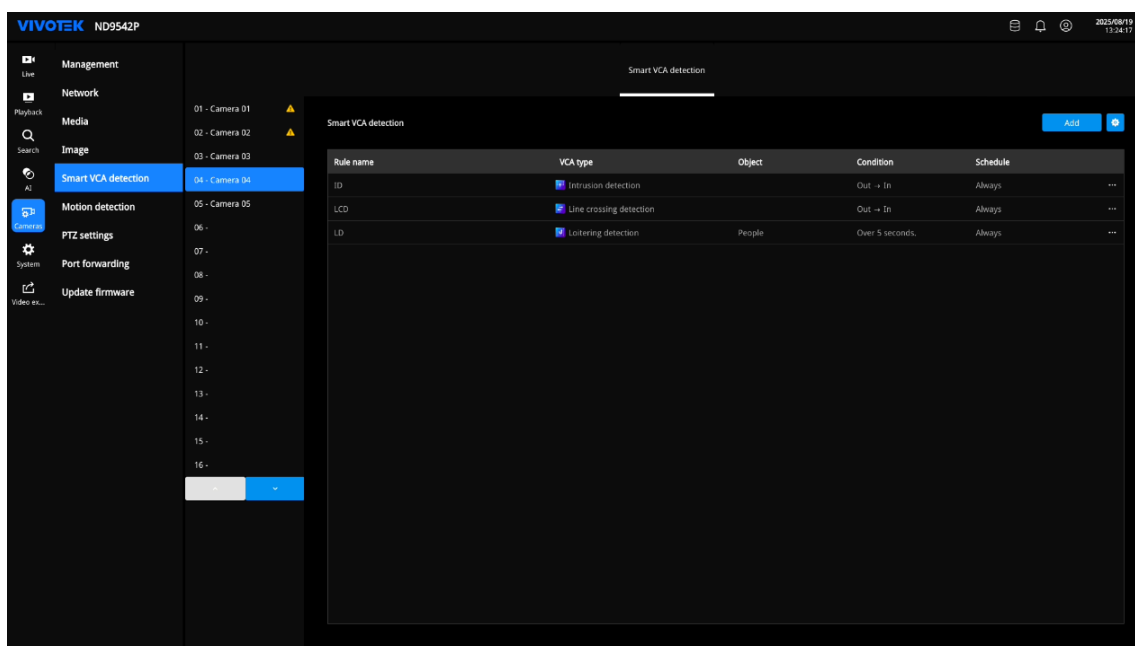 VIVOTEK ND9542P
2025/08/19
13:24:17
Live
Playback
Search
AI
Cameras
System
Video ex...
Management
Network
Media
Image
Smart VCA detection
Motion detection
PTZ settings
Port forwarding
Update firmware
01 - Camera 01
02 - Camera 02
03 - Camera 03
04 - Camera 04
05 - Camera 05
06 -
07 -
08 -
09 -
10 -
11 -
12 -
13 -
14 -
15 -
16 -
Smart VCA detection
Smart VCA detection Add
Rule name VCA type Object Condition Schedule
ID Intrusion detection Out → In Always ...
LCD Line crossing detection Out → In Always ...
LD Loitering detection People Over 5 seconds. Always ...